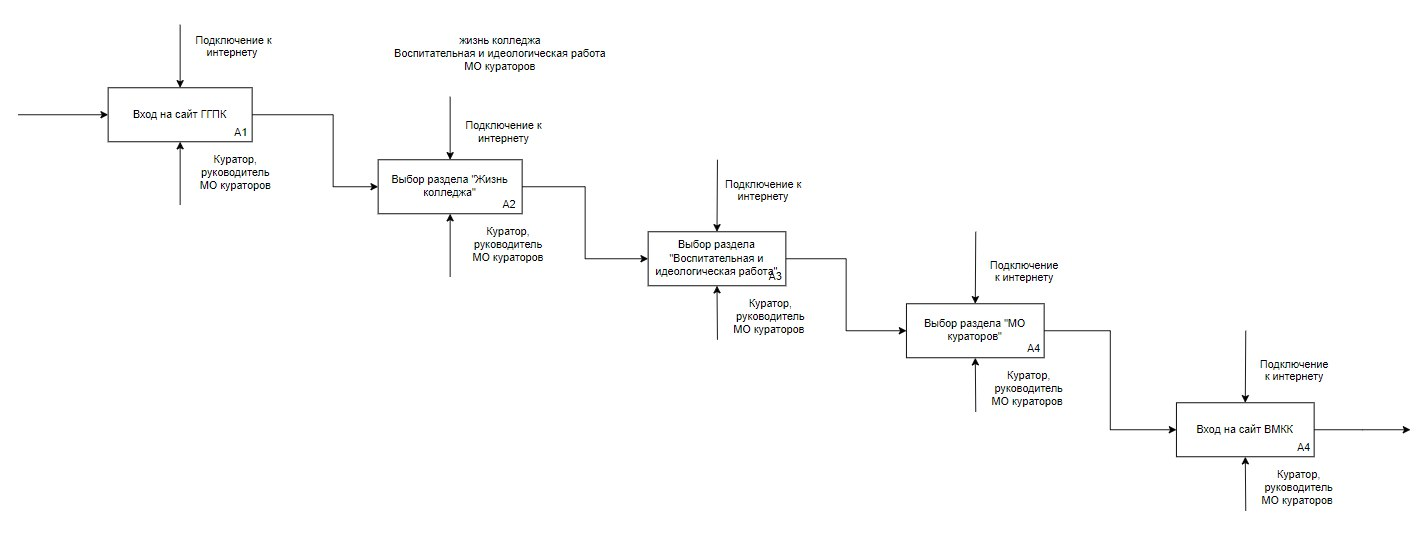 Подключение к
интернету
Вход на сайт ГГПК
А1
Куратор,
руководитель
МО кураторов
жизнь колледжа
Воспитательная и идеологическая работа
МО кураторов
Подключение к
интернету
Выбор раздела "Жизнь
колледжа"
А2
Куратор,
руководитель
МО кураторов
Подключение к
интернету
Выбор раздела
"Воспитательная и
идеологическая работа"
А3
Куратор,
руководитель
МО кураторов
Подключение
к интернету
Выбор раздела "МО
кураторов"
А4
Куратор,
руководитель
МО кураторов
Подключение
к интернету
Вход на сайт ВМКК
А4
Куратор,
руководитель
МО кураторов